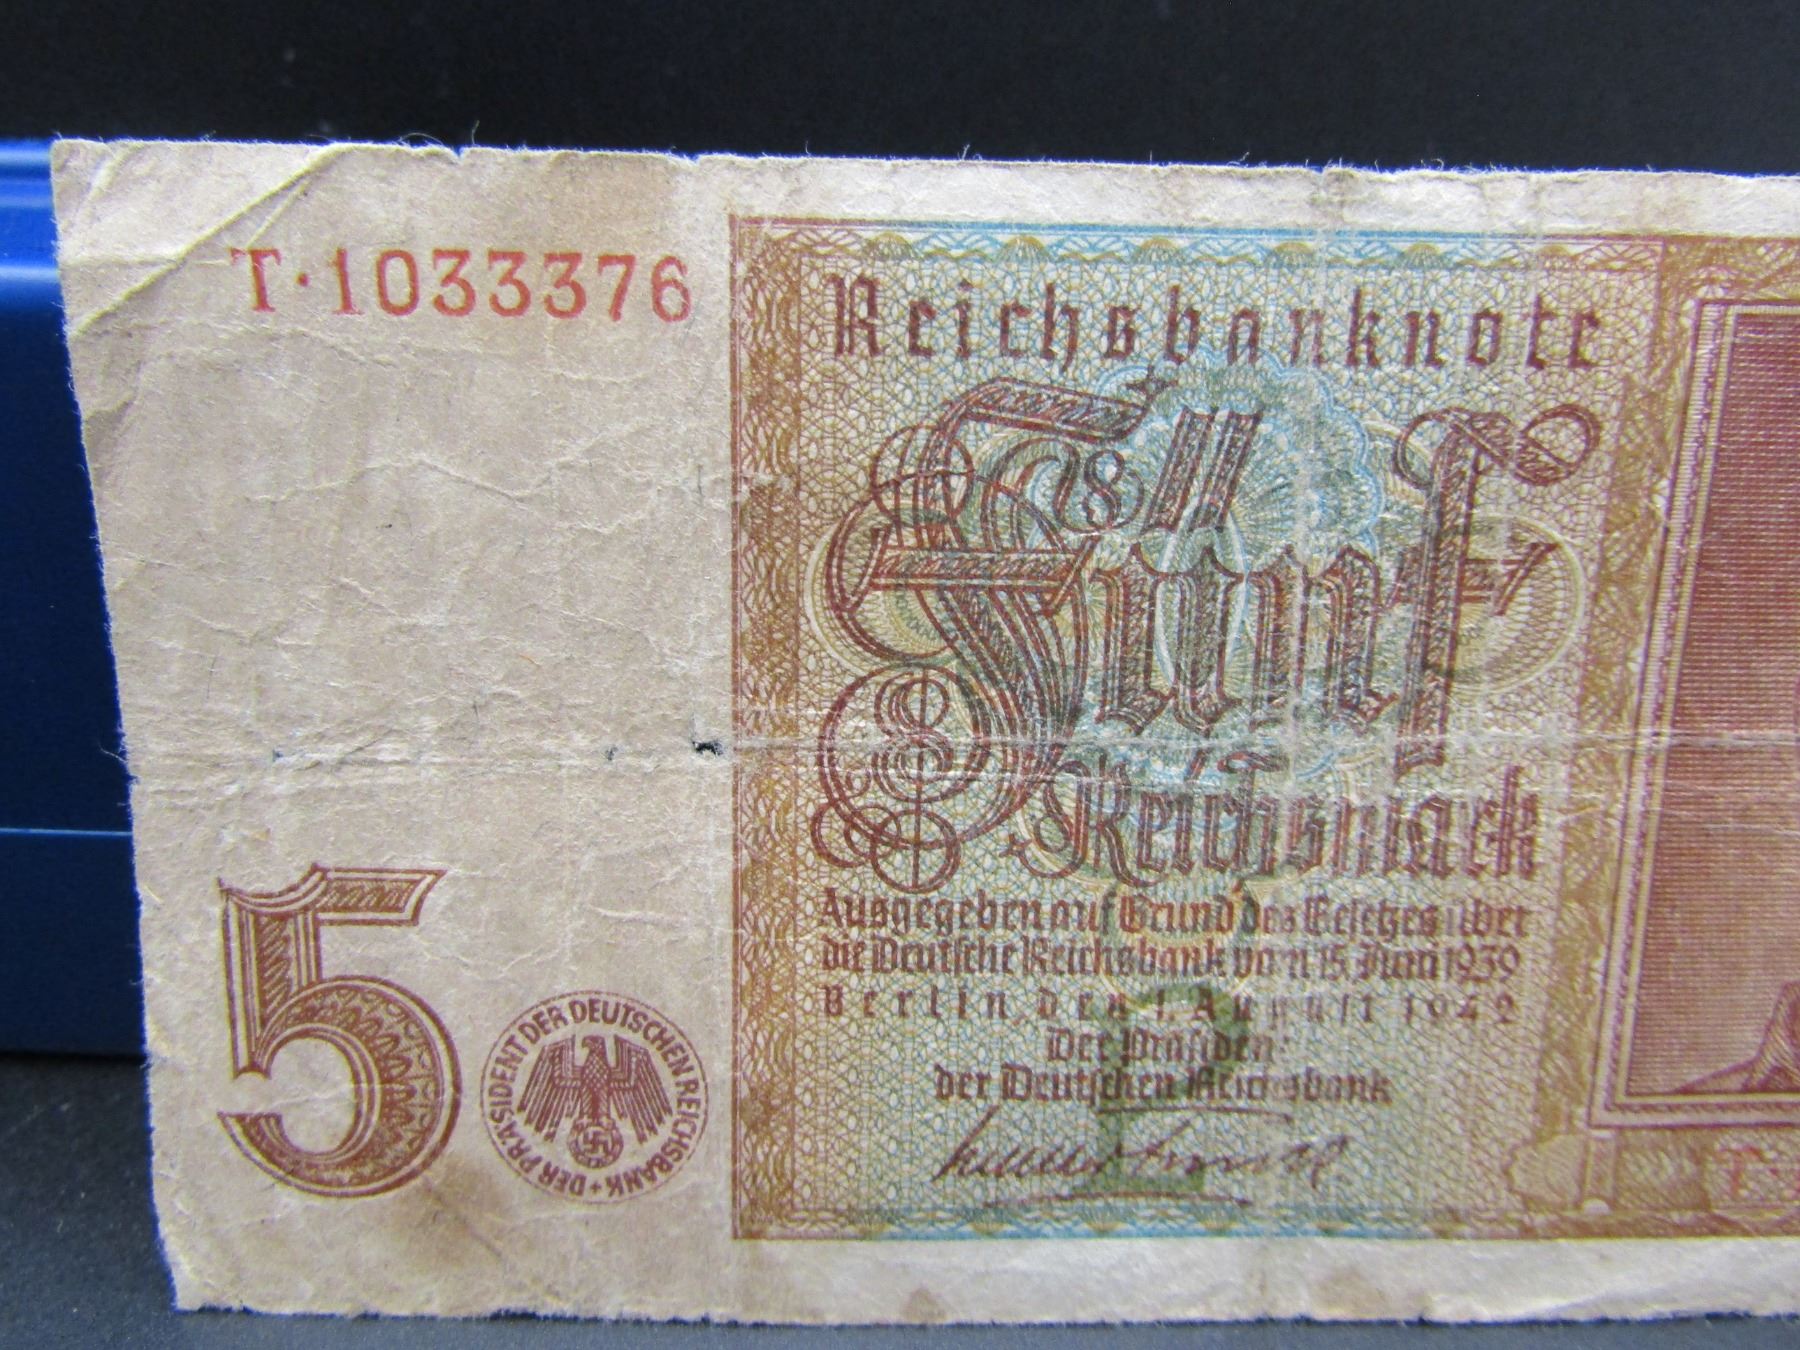 T·1033376
Reichsbanknote
Fünf
Reichsmark
Ausgegeben auf Grund des Gesetzes über
die Deutsche Reichsbank vom 15. Juni 1939
Berlin, den 1. August 1942
Der Präsident
der Deutschen Reichsbank
5
DER PRÄSIDENT DER DEUTSCHEN REICHSBANK +